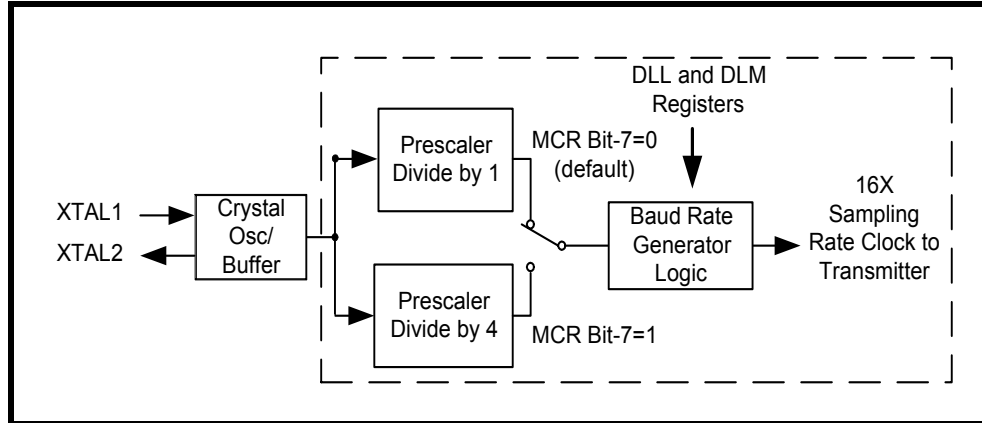 XTAL1
XTAL2
Crystal
Osc/
Buffer
Prescaler
Divide by 1
Prescaler
Divide by 4
MCR Bit-7=0
(default)
MCR Bit-7=1
DLL and DLM
Registers
Baud Rate
Generator
Logic
16X
Sampling
Rate Clock to
Transmitter